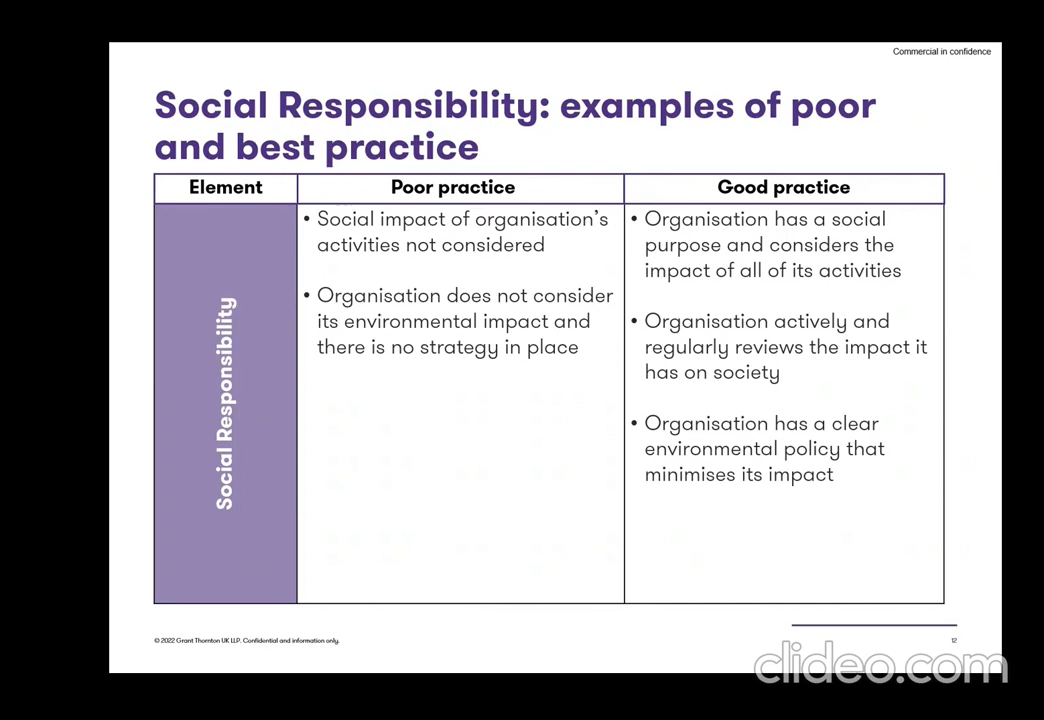 Commercial in confidence
Social Responsibility: examples of poor
and best practice
Element
Poor practice
Good practice
Social Responsibility
• Social impact of organisation's
activities not considered
• Organisation does not consider
its environmental impact and
there is no strategy in place
• Organisation has a social
purpose and considers the
impact of all of its activities
• Organisation actively and
regularly reviews the impact it
has on society
• Organisation has a clear
environmental policy that
minimises its impact
© 2022 Grant Thornton UK LLP. Confidential and information only.
12
clideo.com